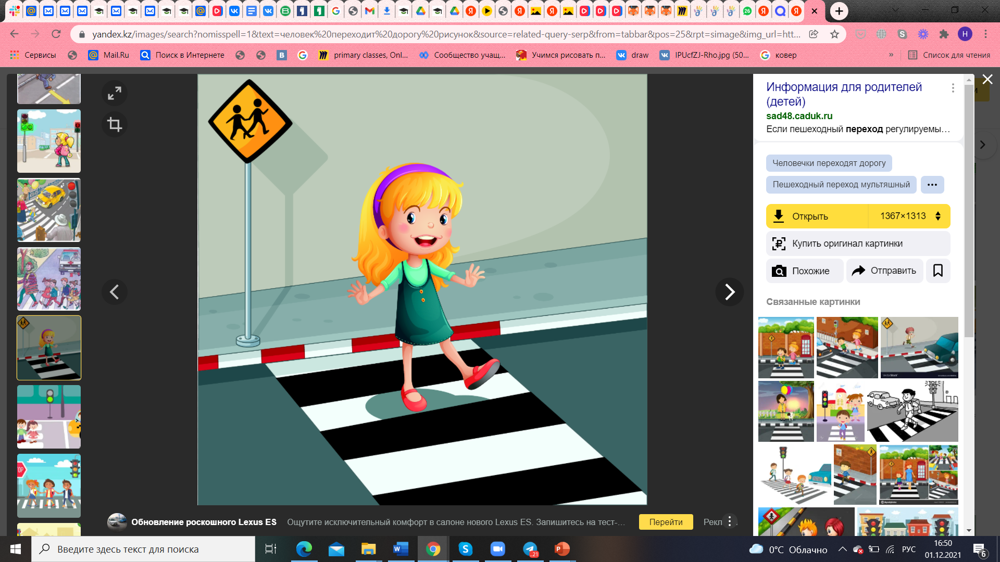 yandex.kz/images/search?nomisspell=1&text=человек%20переходит%20дорогу%20рисунок&source=related-query-serp&from=tabbar&pos=25&rpt=simage&img_url=htt...
H
Сервисы
Mail.Ru
Поиск в Интернете
primary classes, Onl...
Сообщество учащ...
Учимся рисовать п...
draw
IPUcfZJ-Rho.jpg (50...
ковер
»
Список для чтения
Информация для родителей
(детей)
sad48.caduk.ru
Если пешеходный переход регулируемы...
Человечки переходят дорогу
Пешеходный переход мультяшный
Открыть
1367×1313
Купить оригинал картинки
Похожие
Отправить
Связанные картинки
Обновление роскошного Lexus ES
Ощутите исключительный комфорт в салоне нового Lexus ES. Запишитесь на тест-...
Перейти
Рекл
Введите здесь текст для поиска
..21
0°C Облачно
РУС
16:50
01.12.2021
6